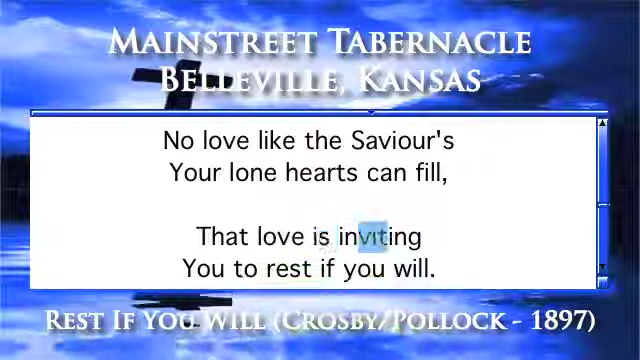 Mainstreet Tabernacle
Belleville, Kansas
No love like the Saviour's
Your lone hearts can fill,
That love is inviting
You to rest if you will.
Rest If You Will (Crosby/Pollock - 1897)